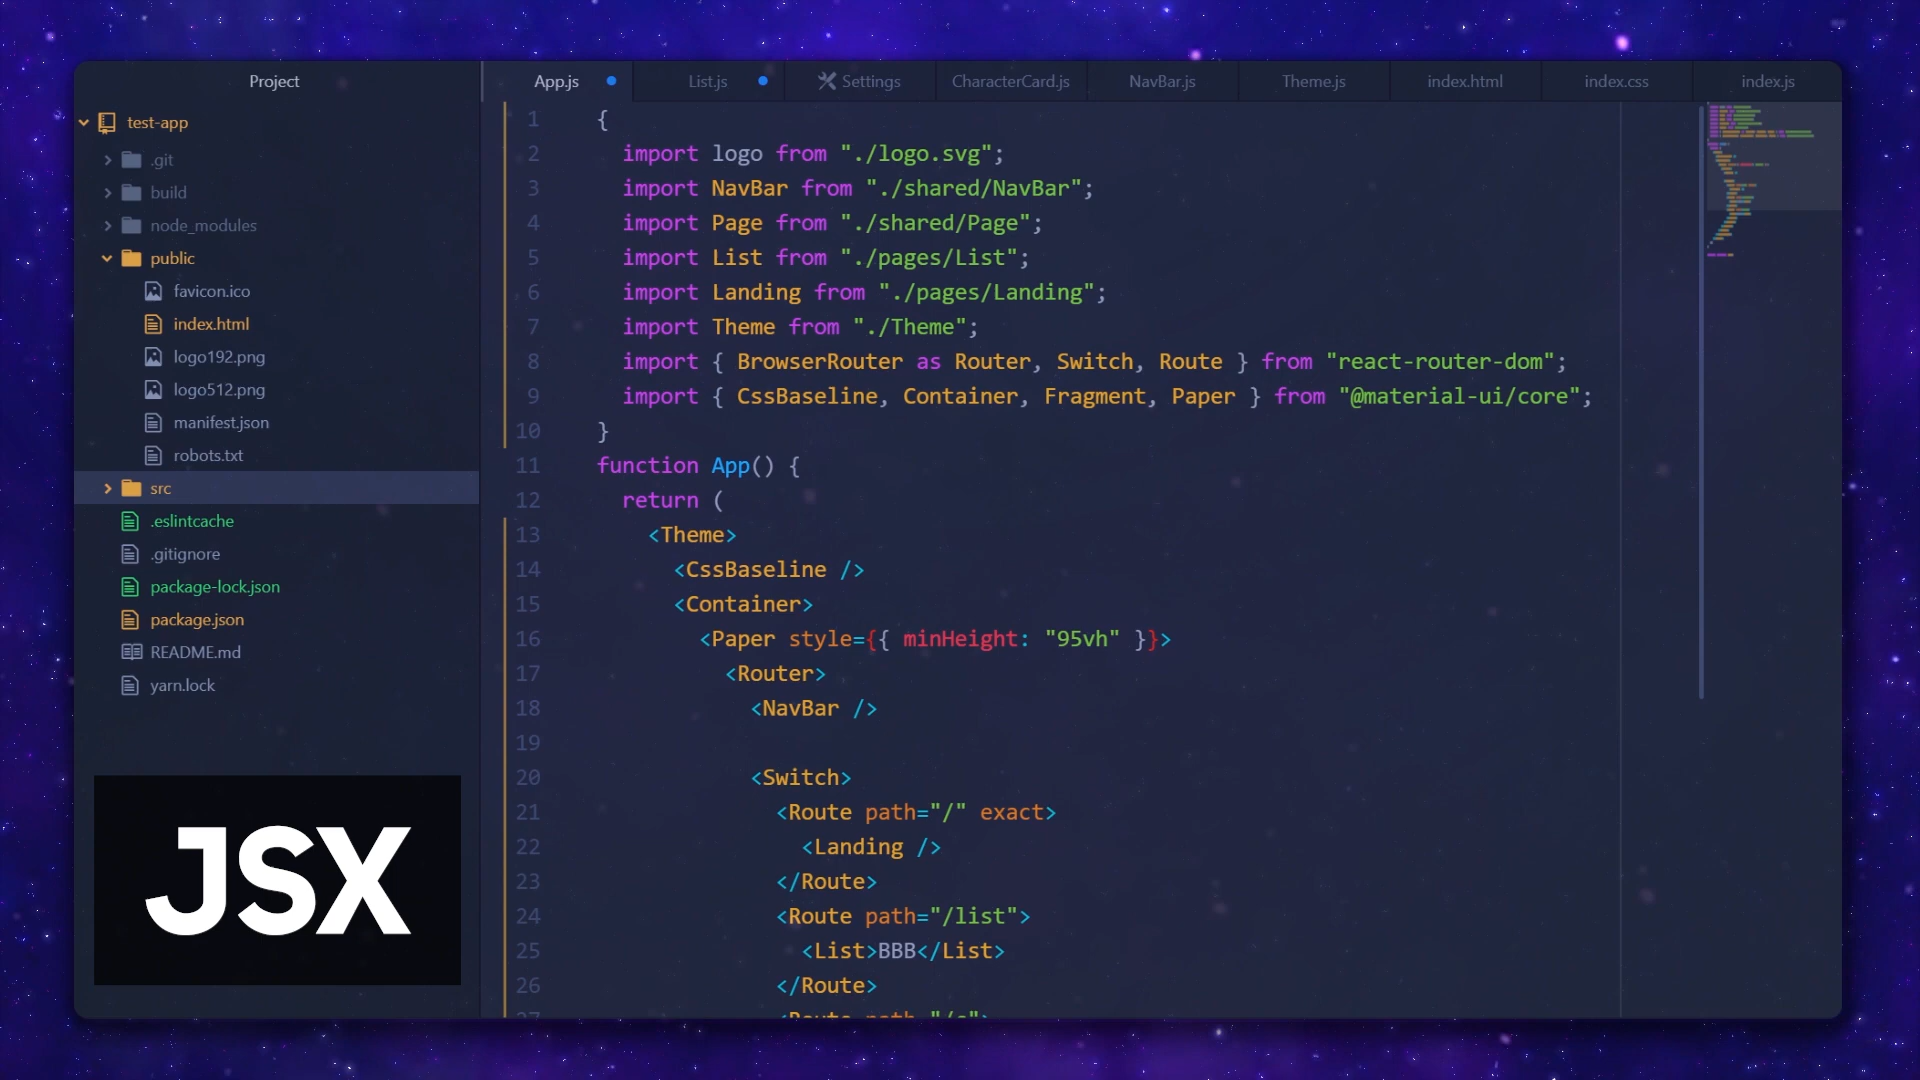 Project
test-app
.git
build
node_modules
public
favicon.ico
index.html
logo192.png
logo512.png
manifest.json
robots.txt
src
.eslintcache
.gitignore
package-lock.json
package.json
README.md
yarn.lock
JSX
App.js List.js Settings CharacterCard.js NavBar.js Theme.js index.html index.css index.js
1 {
2 import logo from "./logo.svg";
3 import NavBar from "./shared/NavBar";
4 import Page from "./shared/Page";
5 import List from "./pages/List";
6 import Landing from "./pages/Landing";
7 import Theme from "./Theme";
8 import { BrowserRouter as Router, Switch, Route } from "react-router-dom";
9 import { CssBaseline, Container, Fragment, Paper } from "@material-ui/core";
10 }
11 function App() {
12 return (
13 <Theme>
14 <CssBaseline />
15 <Container>
16 <Paper style={{ minHeight: "95vh" }}>
17 <Router>
18 <NavBar />
19
20 <Switch>
21 <Route path="/" exact>
22 <Landing />
23 </Route>
24 <Route path="/list">
25 <List>BBB</List>
26 </Route>